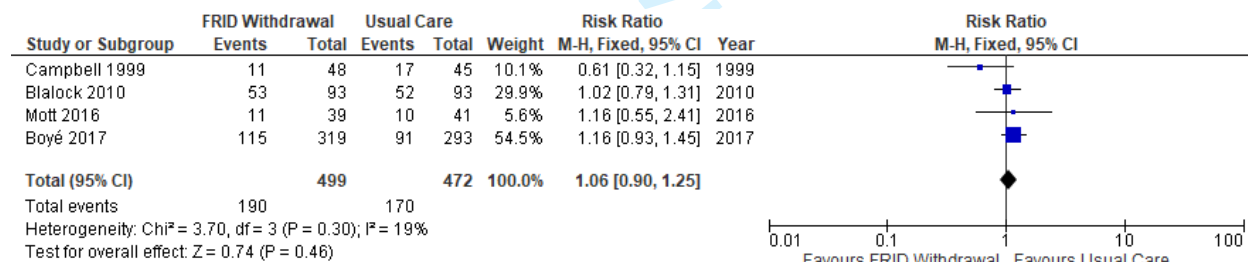 FRID Withdrawal Usual Care Risk Ratio Risk Ratio
Study or Subgroup Events Total Events Total Weight M-H, Fixed, 95% CI Year M-H, Fixed, 95% CI
Campbell 1999 11 48 17 45 10.1% 0.61 [0.32, 1.15] 1999
Blalock 2010 53 93 52 93 29.9% 1.02 [0.79, 1.31] 2010
Mott 2016 11 39 10 41 5.6% 1.16 [0.55, 2.41] 2016
Boyé 2017 115 319 91 293 54.5% 1.16 [0.93, 1.45] 2017
Total (95% CI) 499 472 100.0% 1.06 [0.90, 1.25]
Total events 190 170
Heterogeneity: Chi² = 3.70, df = 3 (P = 0.30); I² = 19%
Test for overall effect: Z = 0.74 (P = 0.46)
0.01 0.1 1 10 100
Favours FRID Withdrawal Favours Usual Care